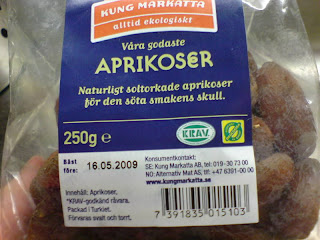 KUNG MARKATTA
alltid ekologiskt
Våra godaste
APRIKOSER
Naturligt soltorkade aprikoser
för den söta smakens skull.
250g e
KRAV
Bäst
före: 16.05.2009
Konsumentkontakt:
SE: Kung Markatta AB, tel: 019-30 73 00
NO: Alternativ Mat AS, tlf: +47 6391-00 00
www.kungmarkatta.se
Innehåll: Aprikoser,
*KRAV-godkänd råvara.
Packad i Turkiet.
Förvaras svalt och torrt.
7 391835 015103